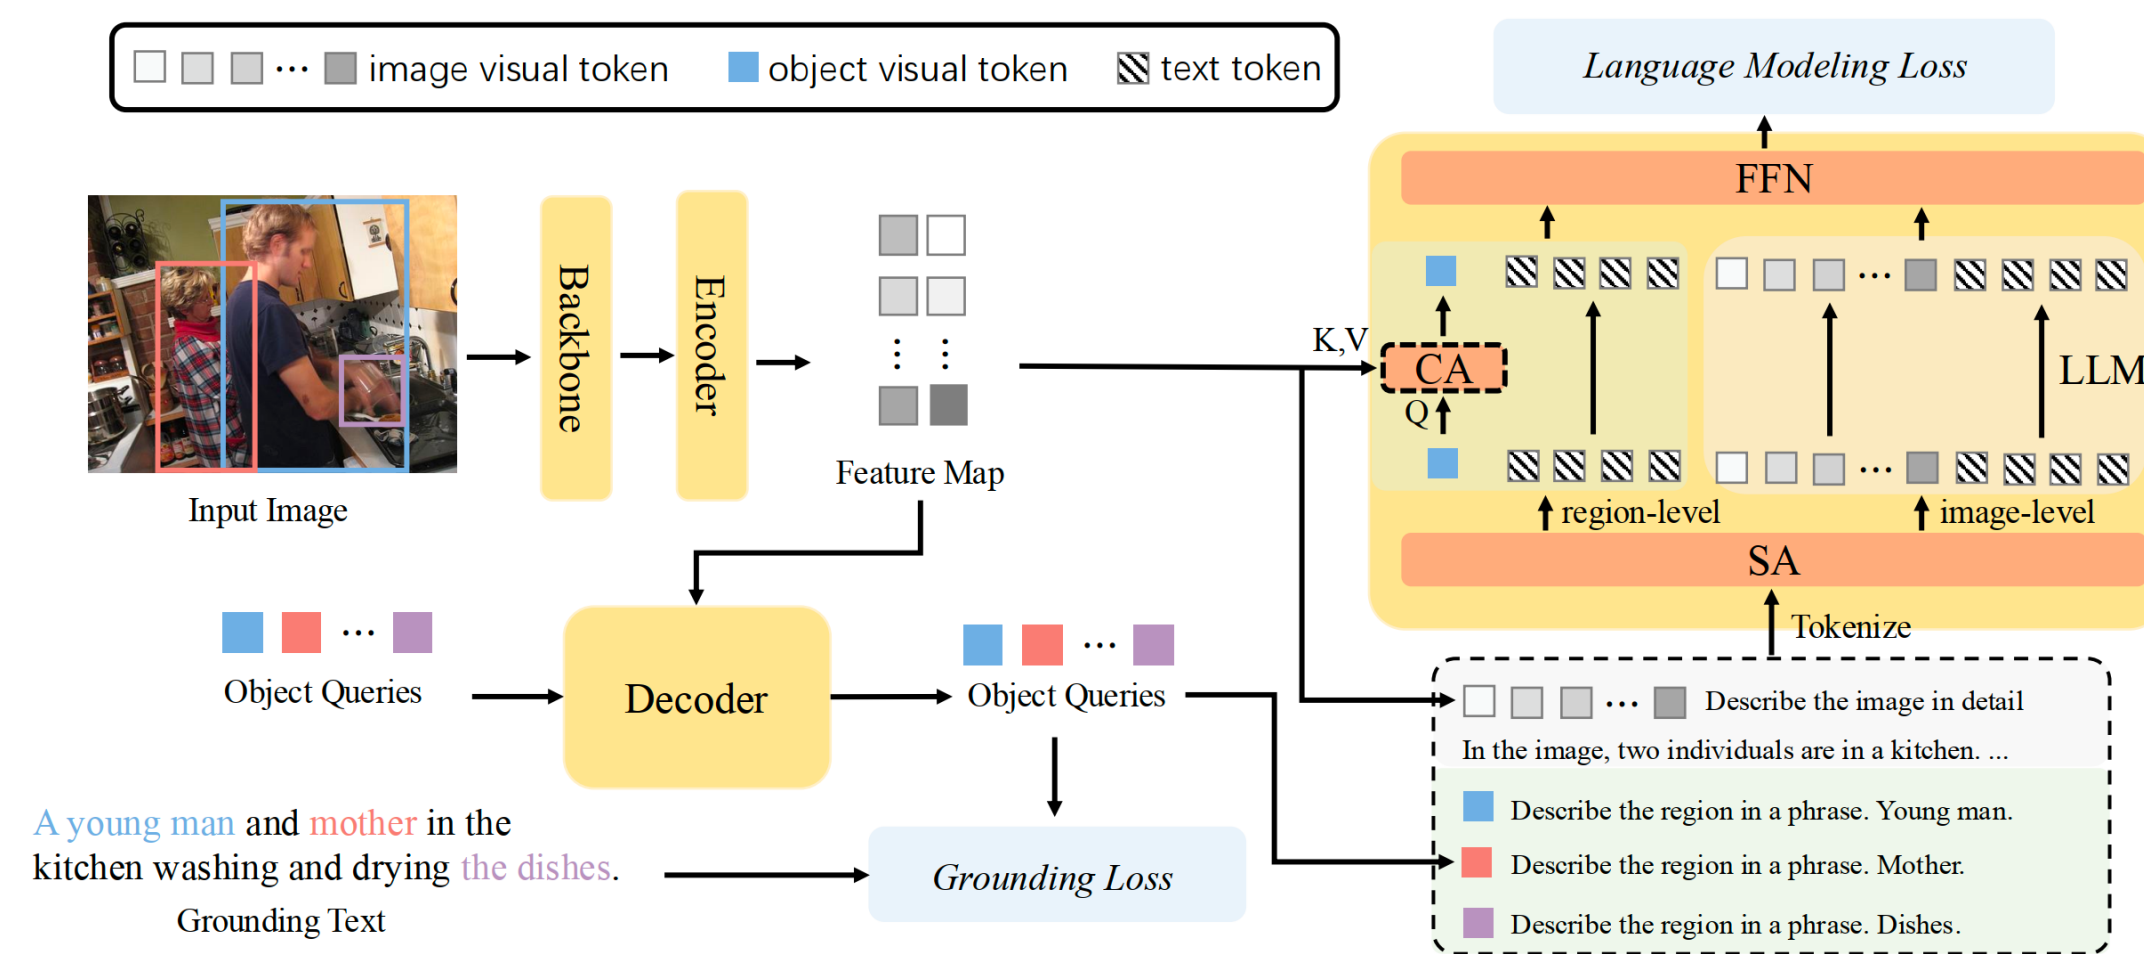 ... image visual token object visual token text token
Language Modeling Loss
FFN
Backbone
Encoder
K,V
CA
Q
LLM
Feature Map
Input Image
region-level
image-level
SA
Tokenize
Object Queries
Decoder
Object Queries
Describe the image in detail
In the image, two individuals are in a kitchen. ...
Describe the region in a phrase. Young man.
Describe the region in a phrase. Mother.
Describe the region in a phrase. Dishes.
A young man and mother in the
kitchen washing and drying the dishes.
Grounding Text
Grounding Loss